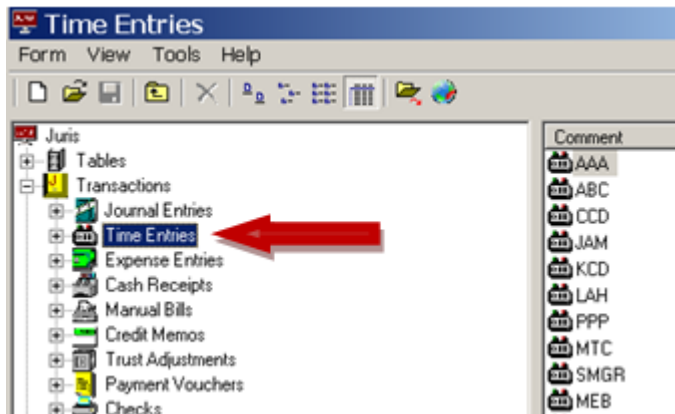 Time Entries
Form View Tools Help
Juris
Tables
Transactions
Journal Entries
Time Entries
Expense Entries
Cash Receipts
Manual Bills
Credit Memos
Trust Adjustments
Payment Vouchers
Checks
Comment
AAA
ABC
CCD
JAM
KCD
LAH
PPP
MTC
SMGR
MEB